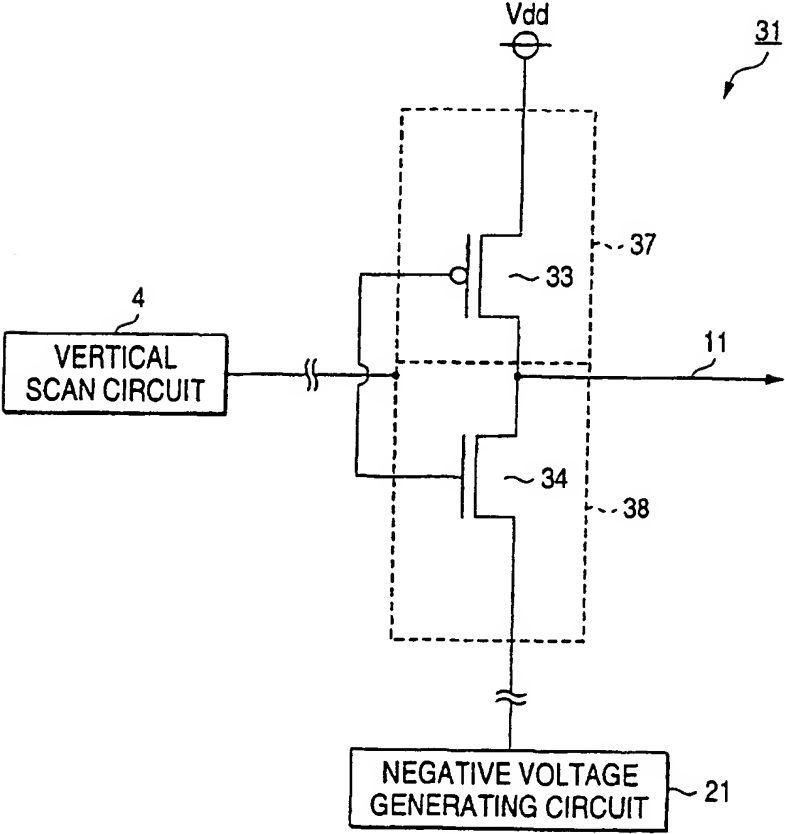 Vdd
31
37
33
4
VERTICAL
SCAN CIRCUIT
11
34
38
NEGATIVE VOLTAGE
GENERATING CIRCUIT
21